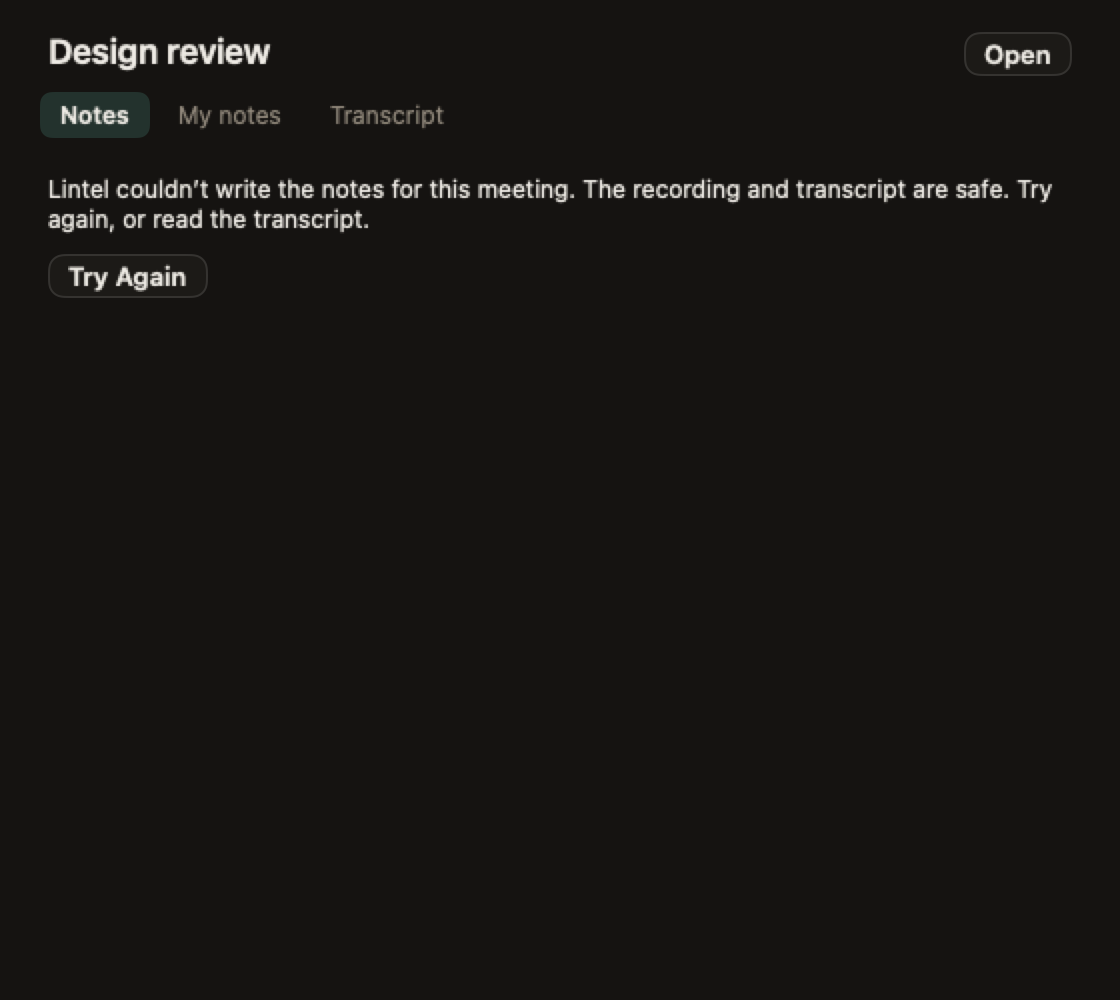 Design review
Open
Notes
My notes
Transcript
Lintel couldn’t write the notes for this meeting. The recording and transcript are safe. Try
again, or read the transcript.
Try Again